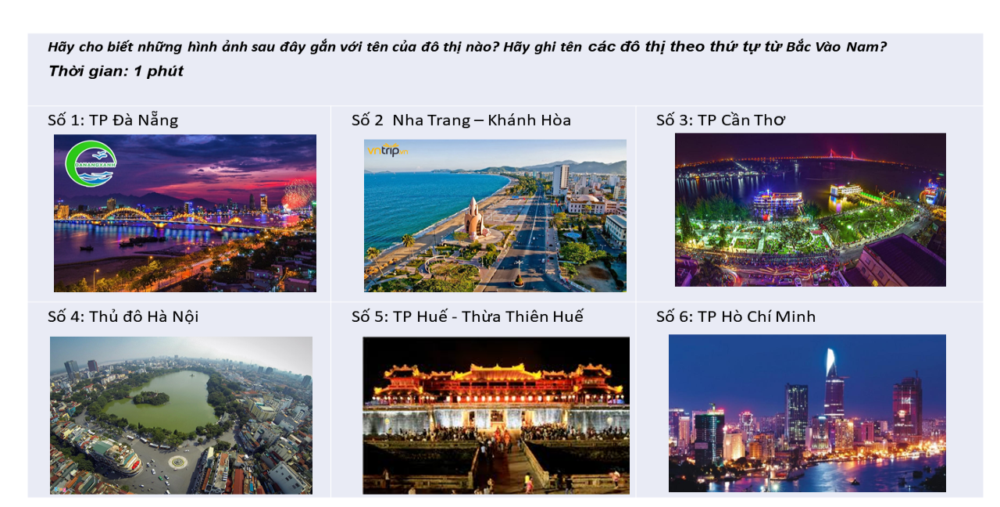 Hãy cho biết những hình ảnh sau đây gắn với tên của đô thị nào? Hãy ghi tên các đô thị theo thứ tự từ Bắc Vào Nam?
Thời gian: 1 phút
Số 1: TP Đà Nẵng
Số 2 Nha Trang – Khánh Hòa
Số 3: TP Cần Thơ
DANANGXANH
vntrip.vn
Số 4: Thủ đô Hà Nội
Số 5: TP Huế - Thừa Thiên Huế
Số 6: TP Hò Chí Minh